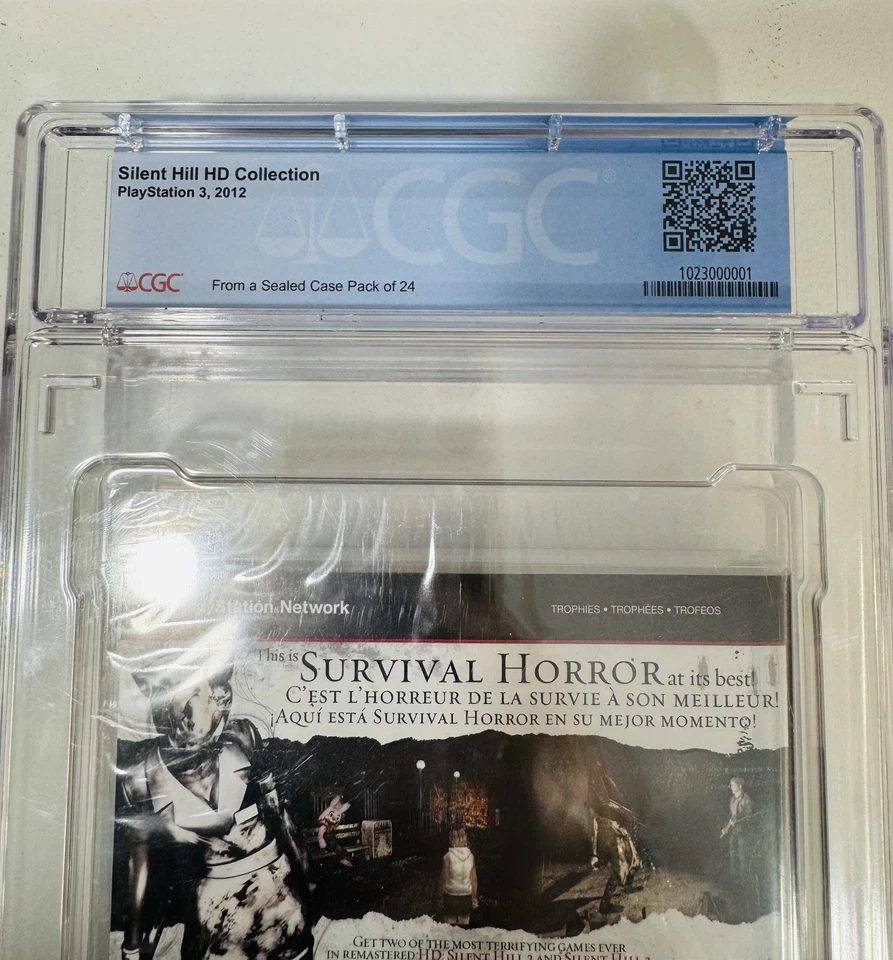 Silent Hill HD Collection
PlayStation 3, 2012
CGC®
CGC
From a Sealed Case Pack of 24
1023000001
Station Network
TROPHIES • TROPHÉES • TROFEOS
This is SURVIVAL HORROR at its best!
C'EST L'HORREUR DE LA SURVIE À SON MEILLEUR!
¡AQUÍ ESTÁ SURVIVAL HORROR EN SU MEJOR MOMENTO!
GET TWO OF THE MOST TERRIFYING GAMES EVER
IN REMASTERED HD: SILENT HILL 2 AND SILENT HILL 3